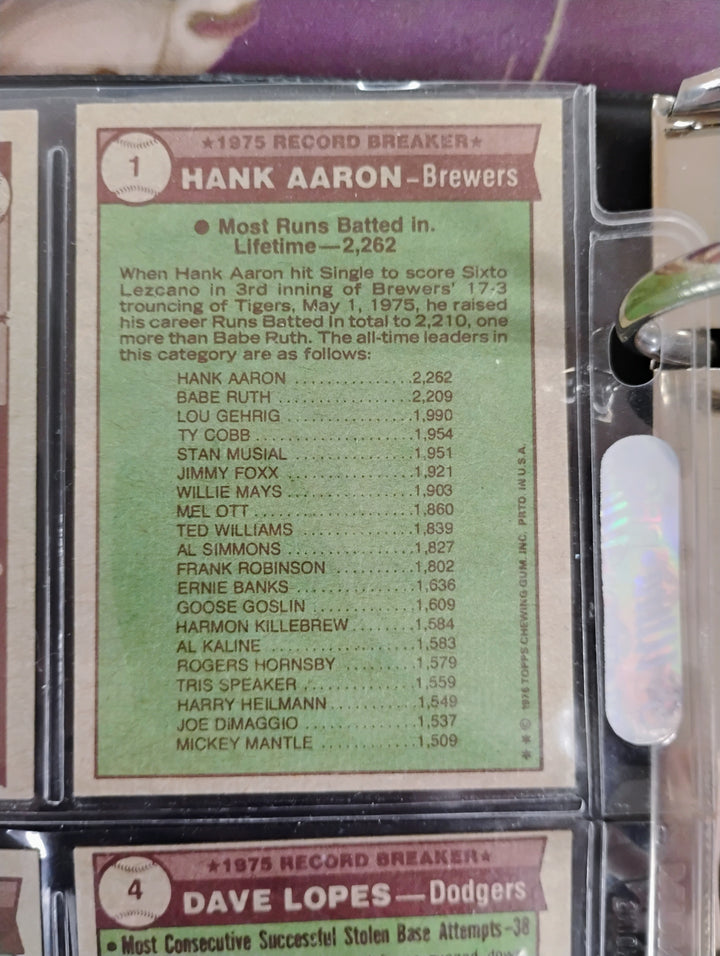 ★1975 RECORD BREAKER★
1
HANK AARON–Brewers
● Most Runs Batted in.
Lifetime—2,262
When Hank Aaron hit Single to score Sixto
Lezcano in 3rd inning of Brewers' 17-3
trouncing of Tigers, May 1, 1975, he raised
his career Runs Batted In total to 2,210, one
more than Babe Ruth. The all-time leaders in
this category are as follows:
HANK AARON ..............2,262
BABE RUTH ................2,209
LOU GEHRIG ...............1,990
TY COBB ...................1,954
STAN MUSIAL ..............1,951
JIMMY FOXX ...............1,921
WILLIE MAYS ..............1,903
MEL OTT ...................1,860
TED WILLIAMS .............1,839
AL SIMMONS ...............1,827
FRANK ROBINSON ..........1,802
ERNIE BANKS ..............1,636
GOOSE GOSLIN ............1,609
HARMON KILLEBREW........1,584
AL KALINE .................1,583
ROGERS HORNSBY .........1,579
TRIS SPEAKER .............1,559
HARRY HEILMANN ..........1,549
JOE DiMAGGIO .............1,537
MICKEY MANTLE ...........1,509
✱ ✱ © 1976 TOPPS CHEWING GUM, INC. PRTD. IN U.S.A.
★1975 RECORD BREAKER★
4
DAVE LOPES—Dodgers
● Most Consecutive Successful Stolen Base Attempts-38